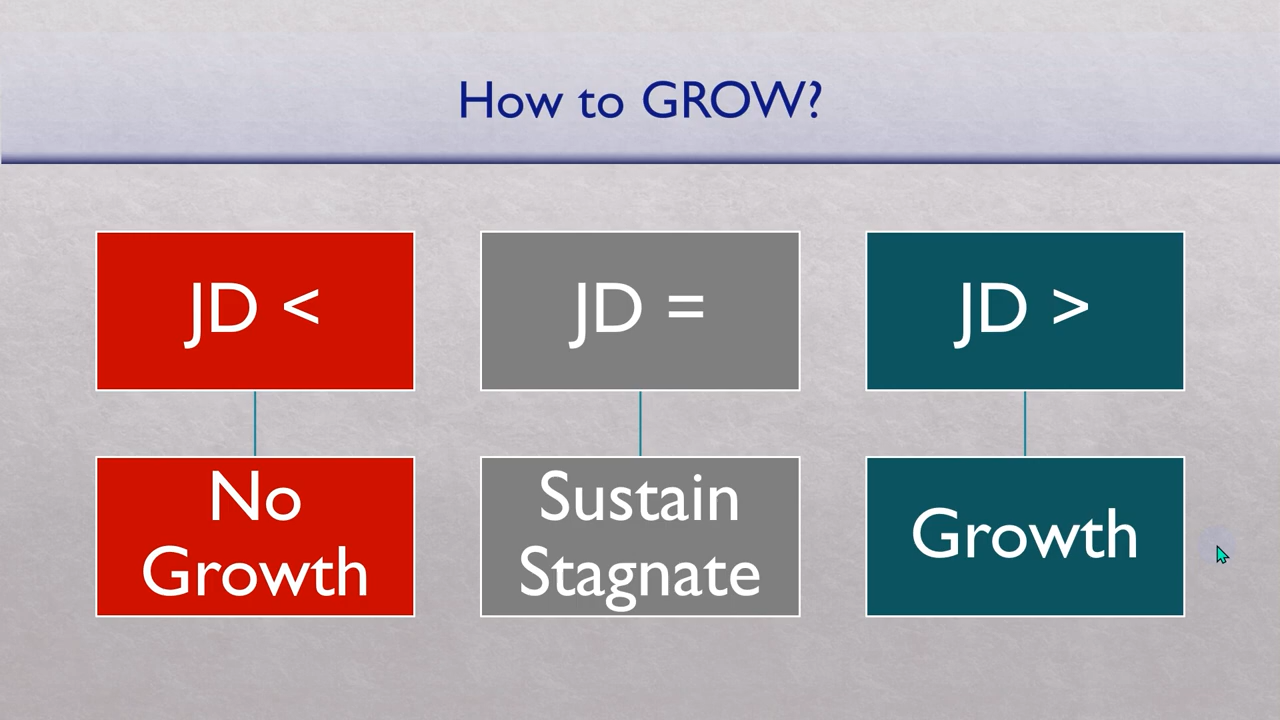 How to GROW?
JD <
JD =
JD >
No
Growth
Sustain
Stagnate
Growth